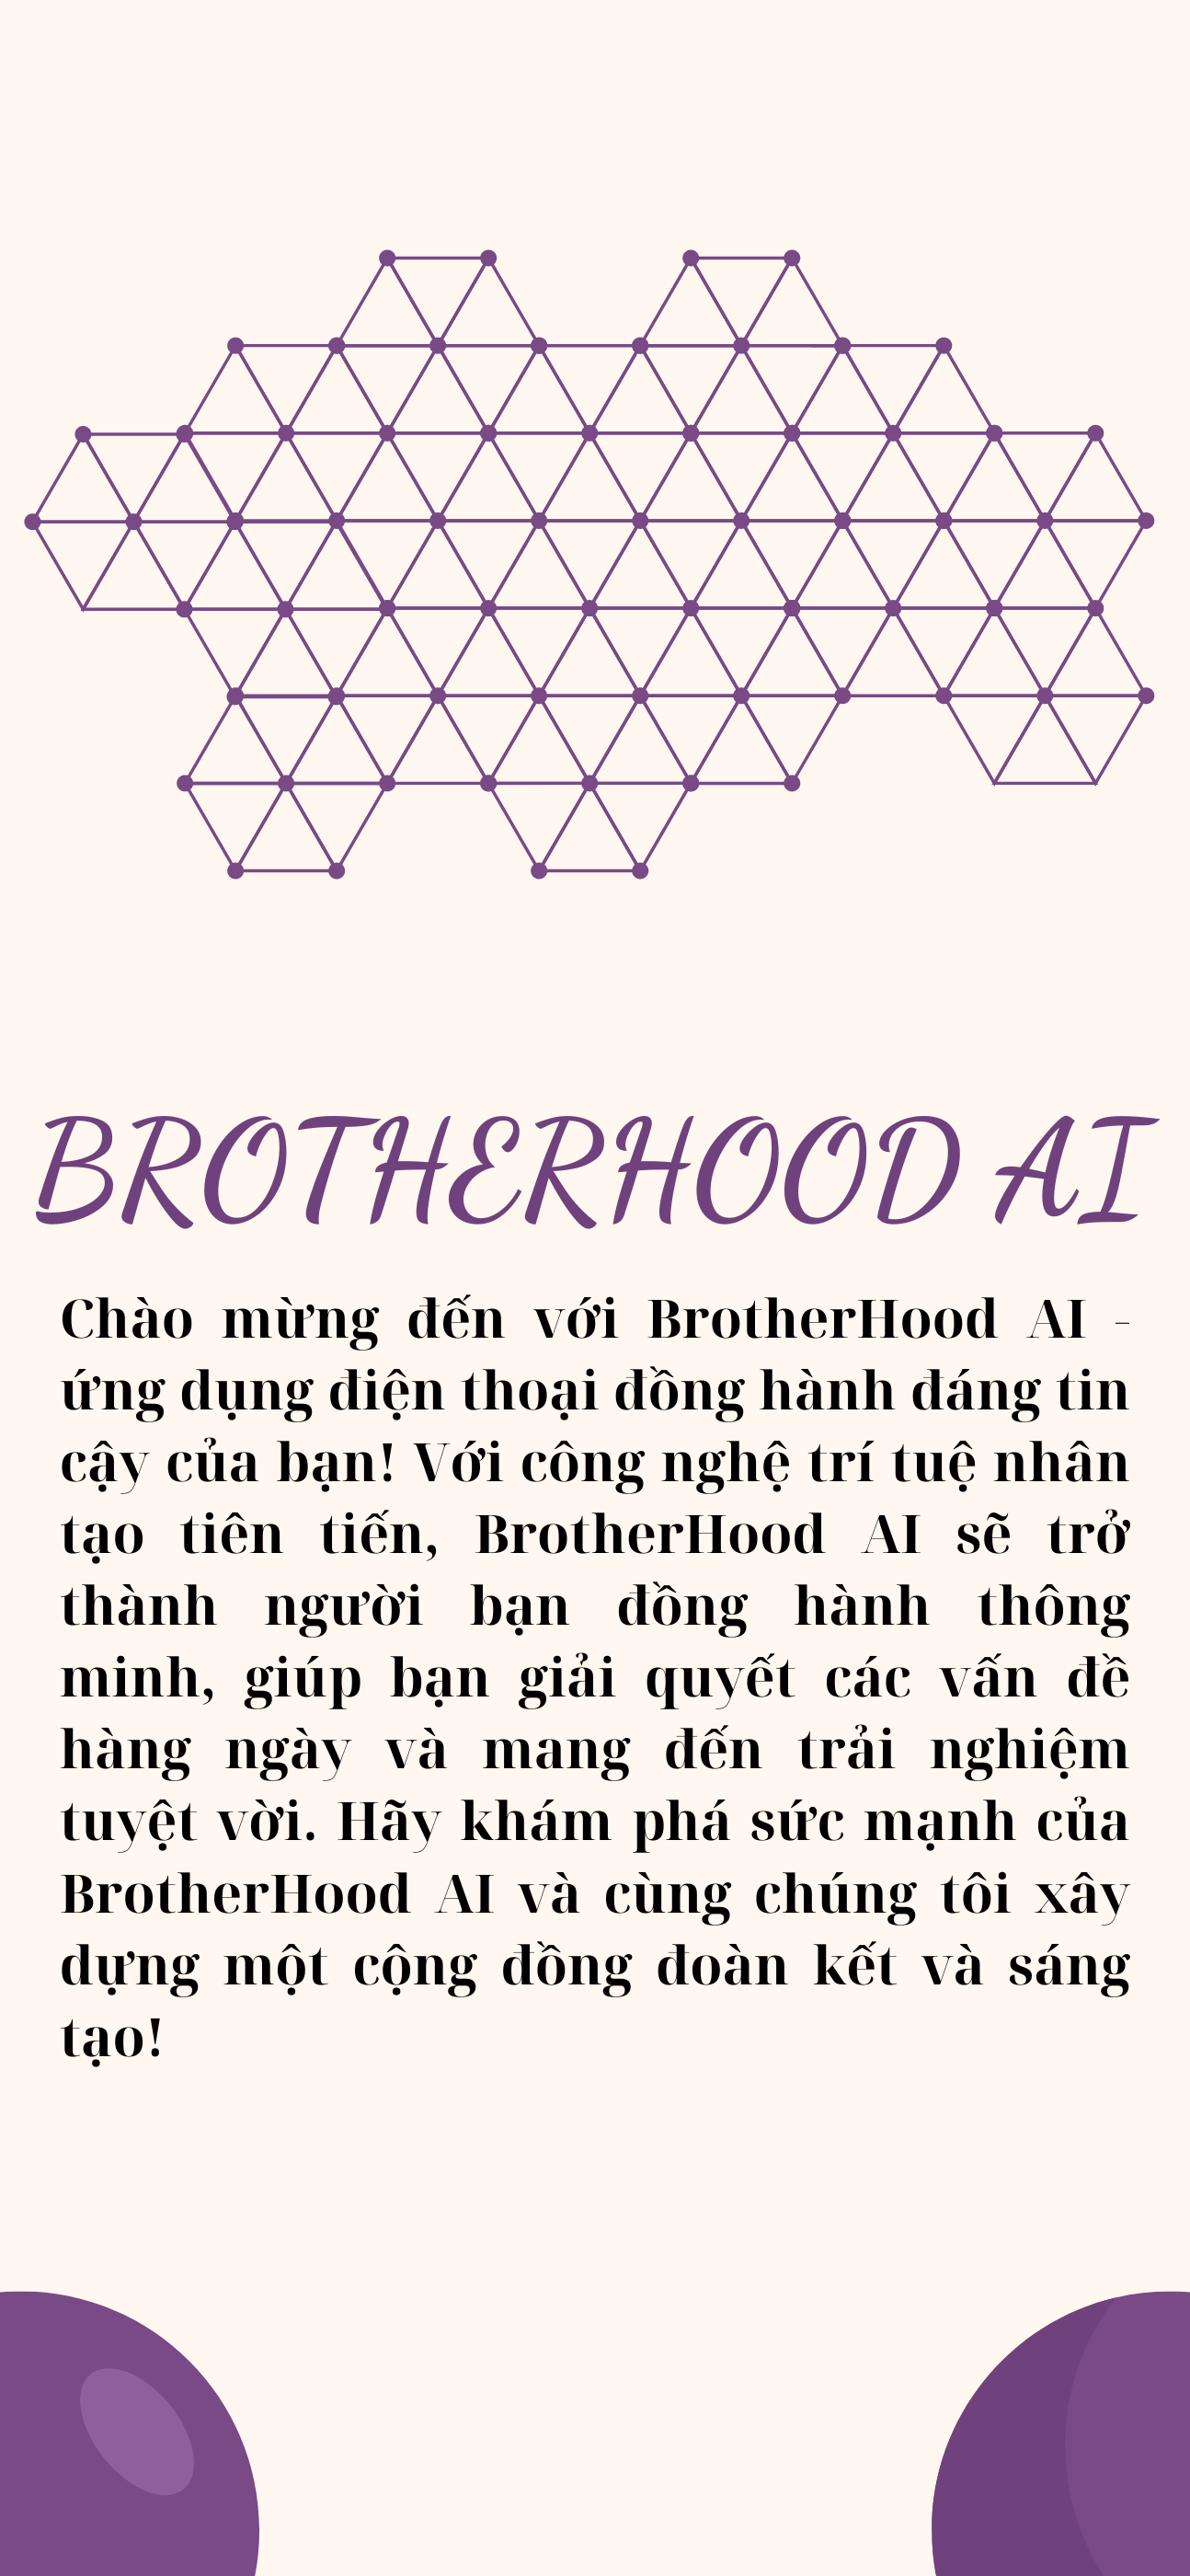 BROTHERHOOD AI
Chào mừng đến với BrotherHood AI -
ứng dụng điện thoại đồng hành đáng tin
cậy của bạn! Với công nghệ trí tuệ nhân
tạo tiên tiến, BrotherHood AI sẽ trở
thành người bạn đồng hành thông
minh, giúp bạn giải quyết các vấn đề
hàng ngày và mang đến trải nghiệm
tuyệt vời. Hãy khám phá sức mạnh của
BrotherHood AI và cùng chúng tôi xây
dựng một cộng đồng đoàn kết và sáng
tạo!